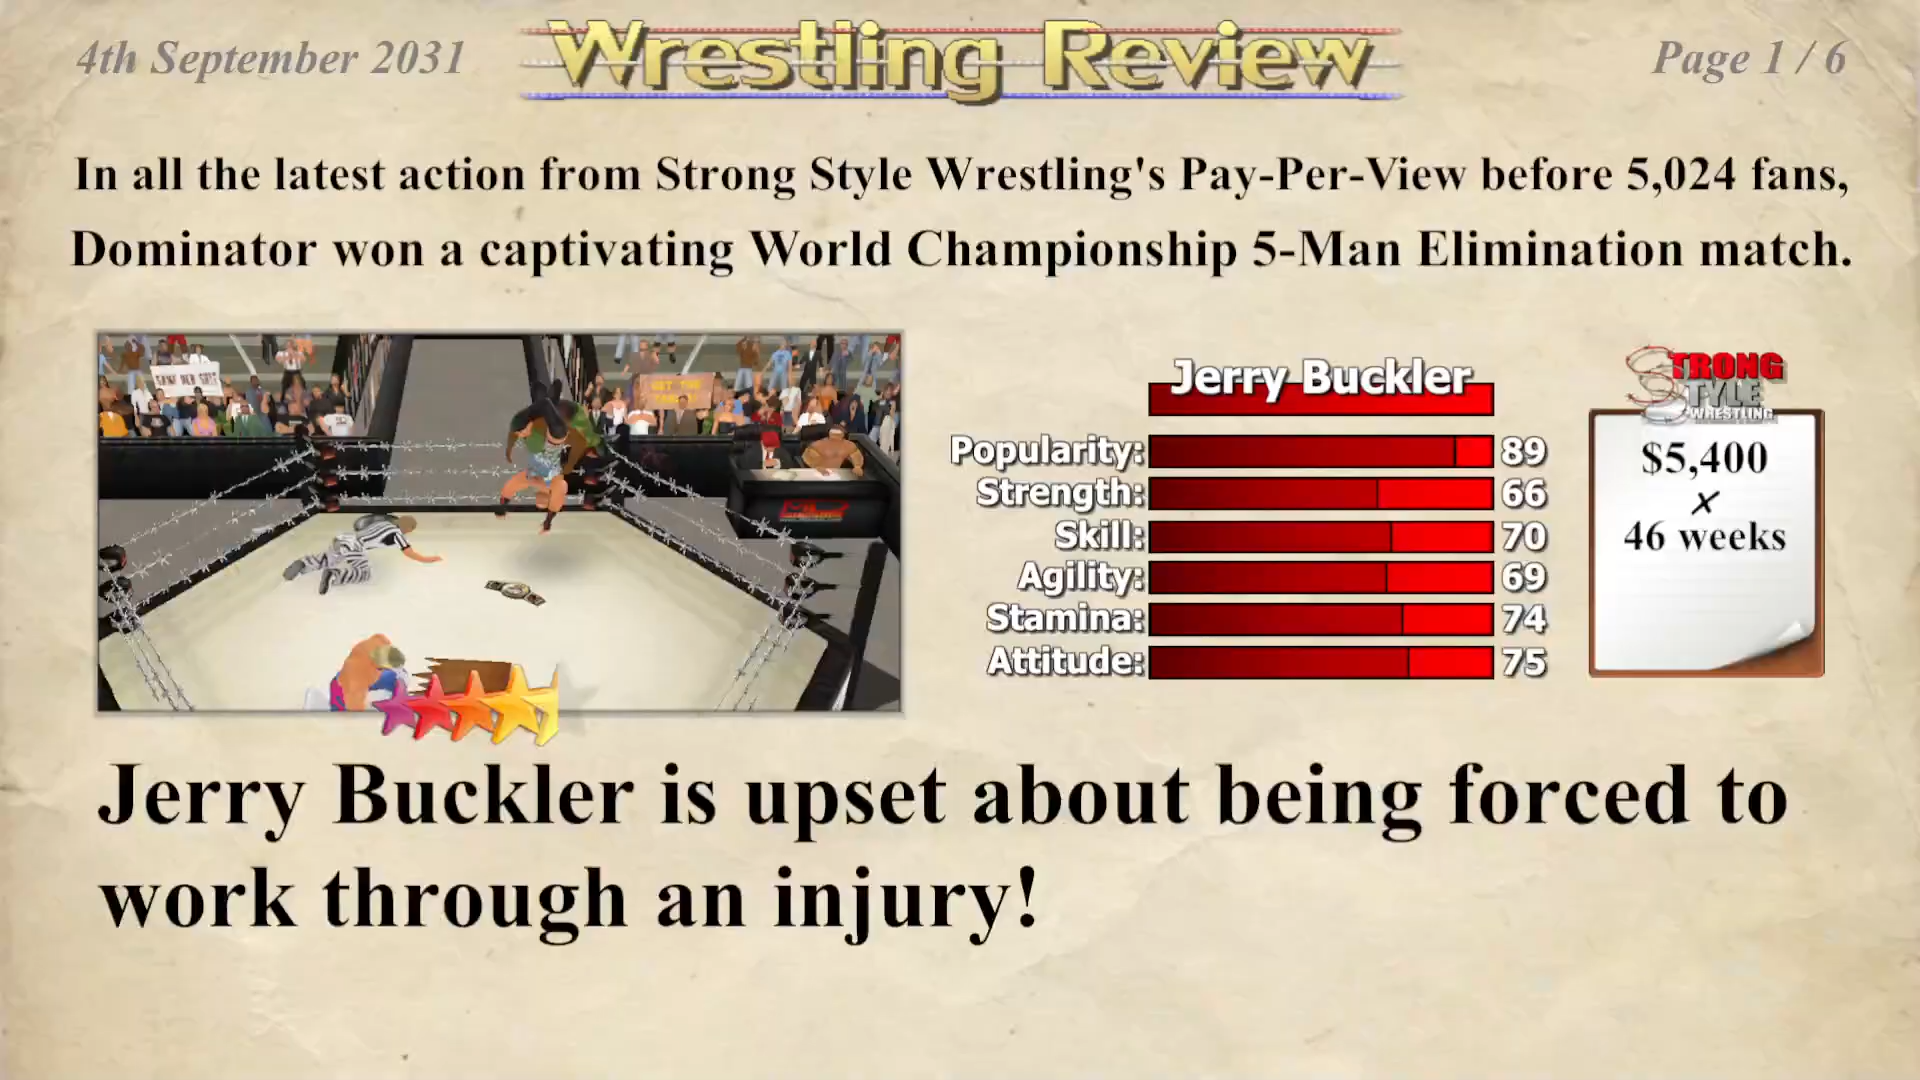 4th September 2031
Wrestling Review
Page 1 / 6
In all the latest action from Strong Style Wrestling's Pay-Per-View before 5,024 fans,
Dominator won a captivating World Championship 5-Man Elimination match.
Jerry Buckler
Popularity: 89
Strength: 66
Skill: 70
Agility: 69
Stamina: 74
Attitude: 75
STRONG
STYLE
WRESTLING
$5,400
x
46 weeks
Jerry Buckler is upset about being forced to
work through an injury!